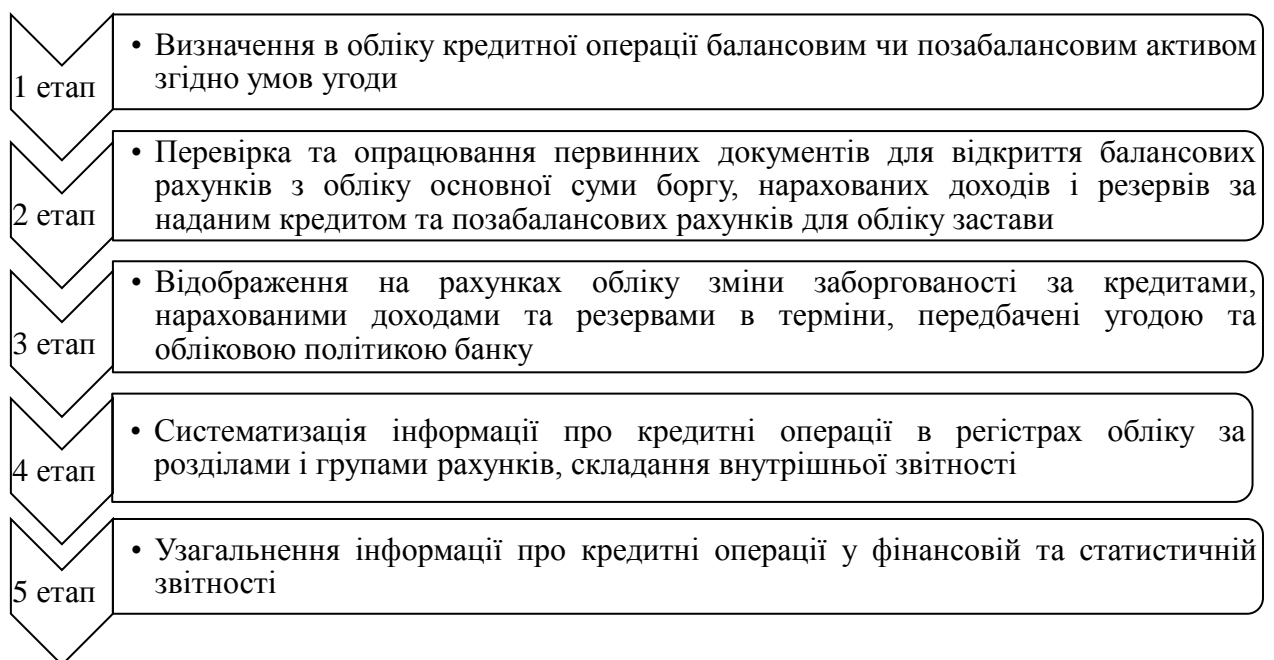 1 етап
• Визначення в обліку кредитної операції балансовим чи позабалансовим активом
згідно умов угоди
2 етап
• Перевірка та опрацювання первинних документів для відкриття балансових
рахунків з обліку основної суми боргу, нарахованих доходів і резервів за
наданим кредитом та позабалансових рахунків для обліку застави
3 етап
• Відображення на рахунках обліку зміни заборгованості за кредитами,
нарахованими доходами та резервами в терміни, передбачені угодою та
обліковою політикою банку
4 етап
• Систематизація інформації про кредитні операції в регістрах обліку за
розділами і групами рахунків, складання внутрішньої звітності
5 етап
• Узагальнення інформації про кредитні операції у фінансовій та статистичній
звітності